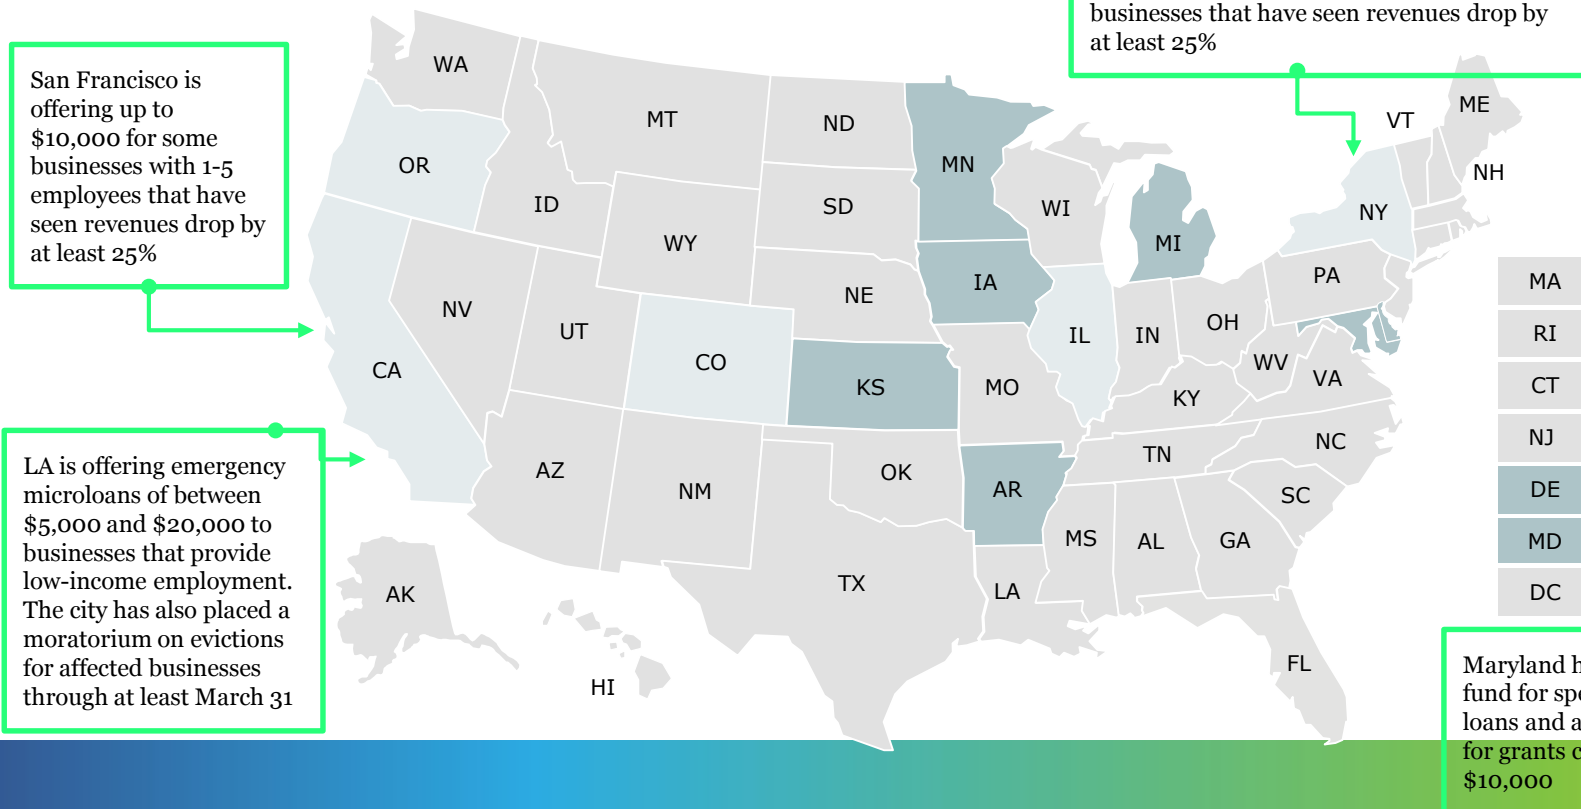 businesses that have seen revenues drop by
at least 25%
San Francisco is
offering up to
$10,000 for some
businesses with 1-5
employees that have
seen revenues drop by
at least 25%
LA is offering emergency
microloans of between
$5,000 and $20,000 to
businesses that provide
low-income employment.
The city has also placed a
moratorium on evictions
for affected businesses
through at least March 31
WA
OR
CA
NV
ID
MT
WY
UT
AZ
CO
NM
ND
SD
NE
KS
OK
TX
MN
IA
MO
AR
LA
WI
IL
MI
IN
OH
KY
TN
MS
AL
GA
FL
SC
NC
VA
WV
PA
NY
VT
NH
ME
AK
HI
MA
RI
CT
NJ
DE
MD
DC
Maryland
fund for
loans and
for grants
$10,000